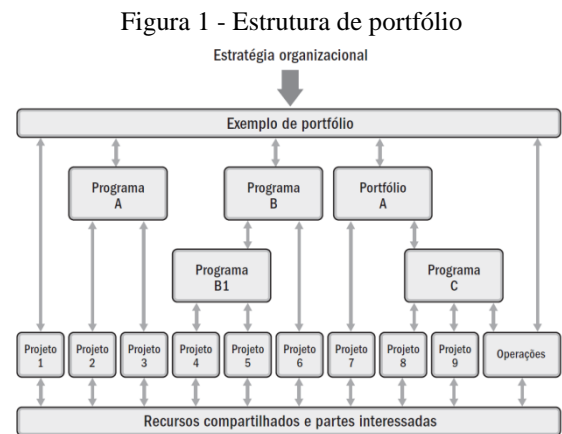 Figura 1 - Estrutura de portfólio
Estratégia organizacional
Exemplo de portfólio
Programa
A
Programa
B
Portfólio
A
Programa
B1
Programa
C
Projeto
1
Projeto
2
Projeto
3
Projeto
4
Projeto
5
Projeto
6
Projeto
7
Projeto
8
Projeto
9
Operações
Recursos compartilhados e partes interessadas